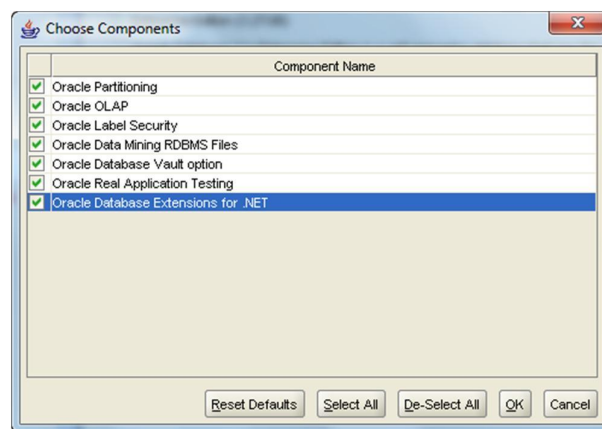 Choose Components
Component Name
Oracle Partitioning
Oracle OLAP
Oracle Label Security
Oracle Data Mining RDBMS Files
Oracle Database Vault option
Oracle Real Application Testing
Oracle Database Extensions for .NET
Reset Defaults Select All De-Select All OK Cancel